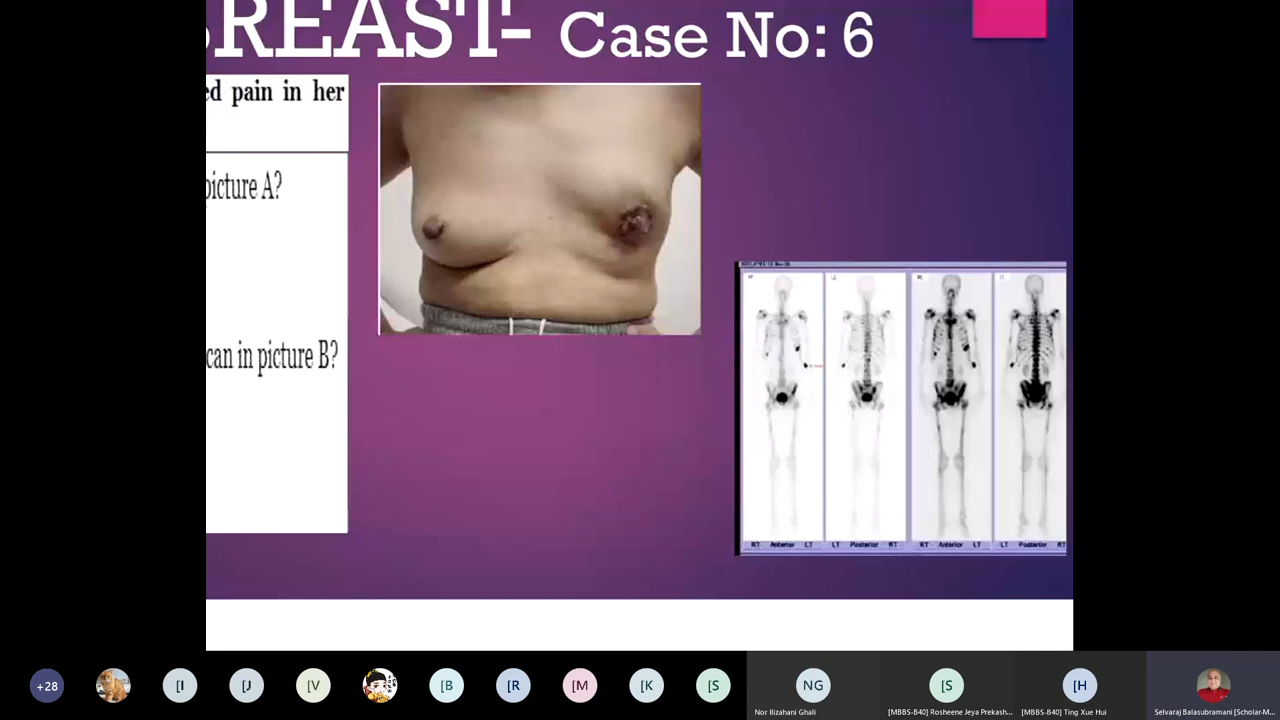 REAST- Case No: 6
ed pain in her
picture A?
can in picture B?
RT Anterior LT
LT Posterior RT
RT Anterior LT
LT Posterior RT
+28
[I
[J
[V
[B
[R
[M
[K
[S
NG
[S
[H
Nor Ilizahani Ghali
[MBBS-B40] Rosheene Jeya Prekash...
[MBBS-B40] Ting Xue Hui
Selvaraj Balasubramani [Scholar-M...